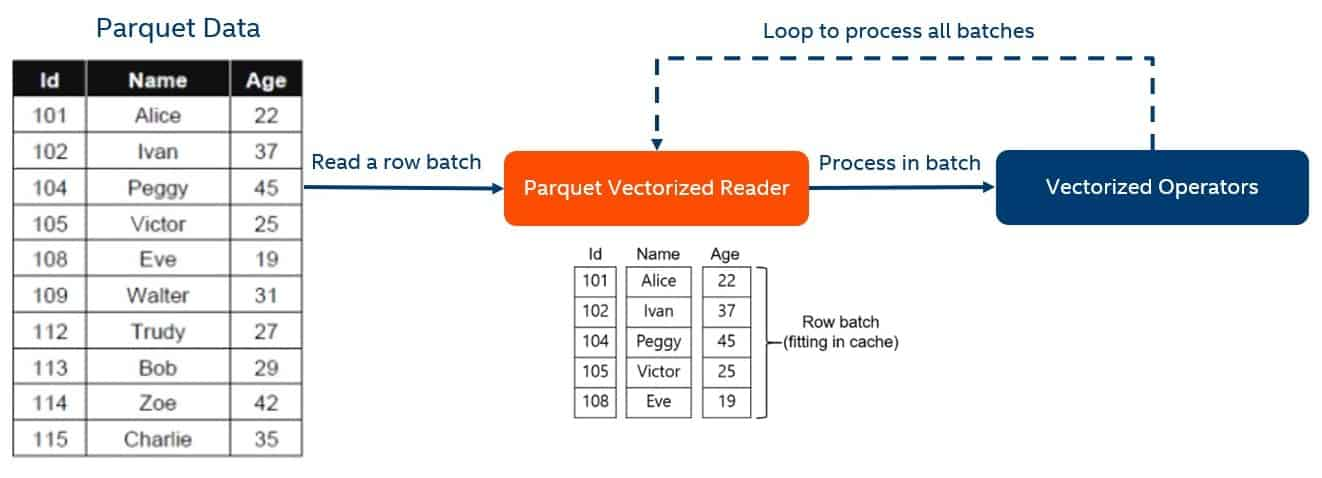 Parquet Data
Id Name Age
101 Alice 22
102 Ivan 37
104 Peggy 45
105 Victor 25
108 Eve 19
109 Walter 31
112 Trudy 27
113 Bob 29
114 Zoe 42
115 Charlie 35
Read a row batch
Loop to process all batches
Parquet Vectorized Reader
Process in batch
Vectorized Operators
Id Name Age
101 Alice 22
102 Ivan 37
104 Peggy 45
105 Victor 25
108 Eve 19
Row batch
(fitting in cache)